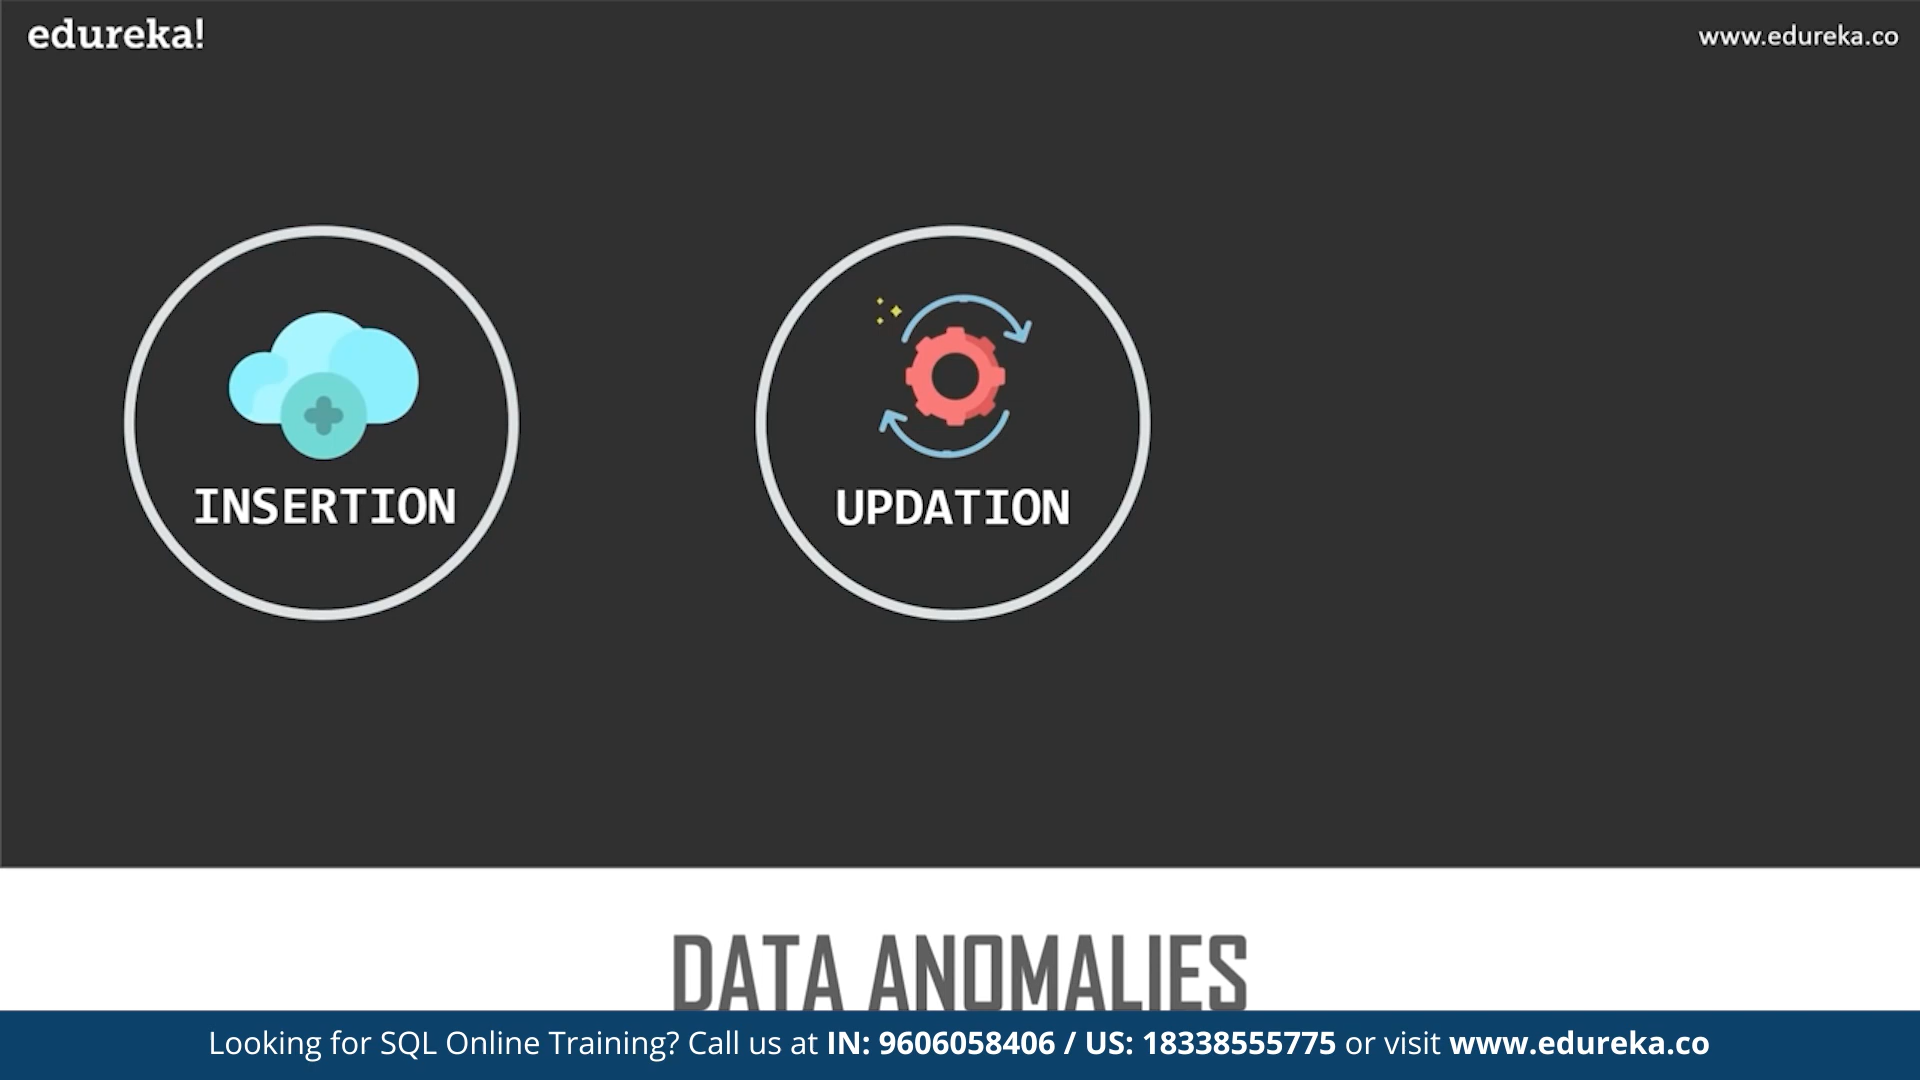 edureka!
www.edureka.co
INSERTION
UPDATION
DATA ANOMALIES
Looking for SQL Online Training? Call us at IN: 9606058406 / US: 18338555775 or visit www.edureka.co